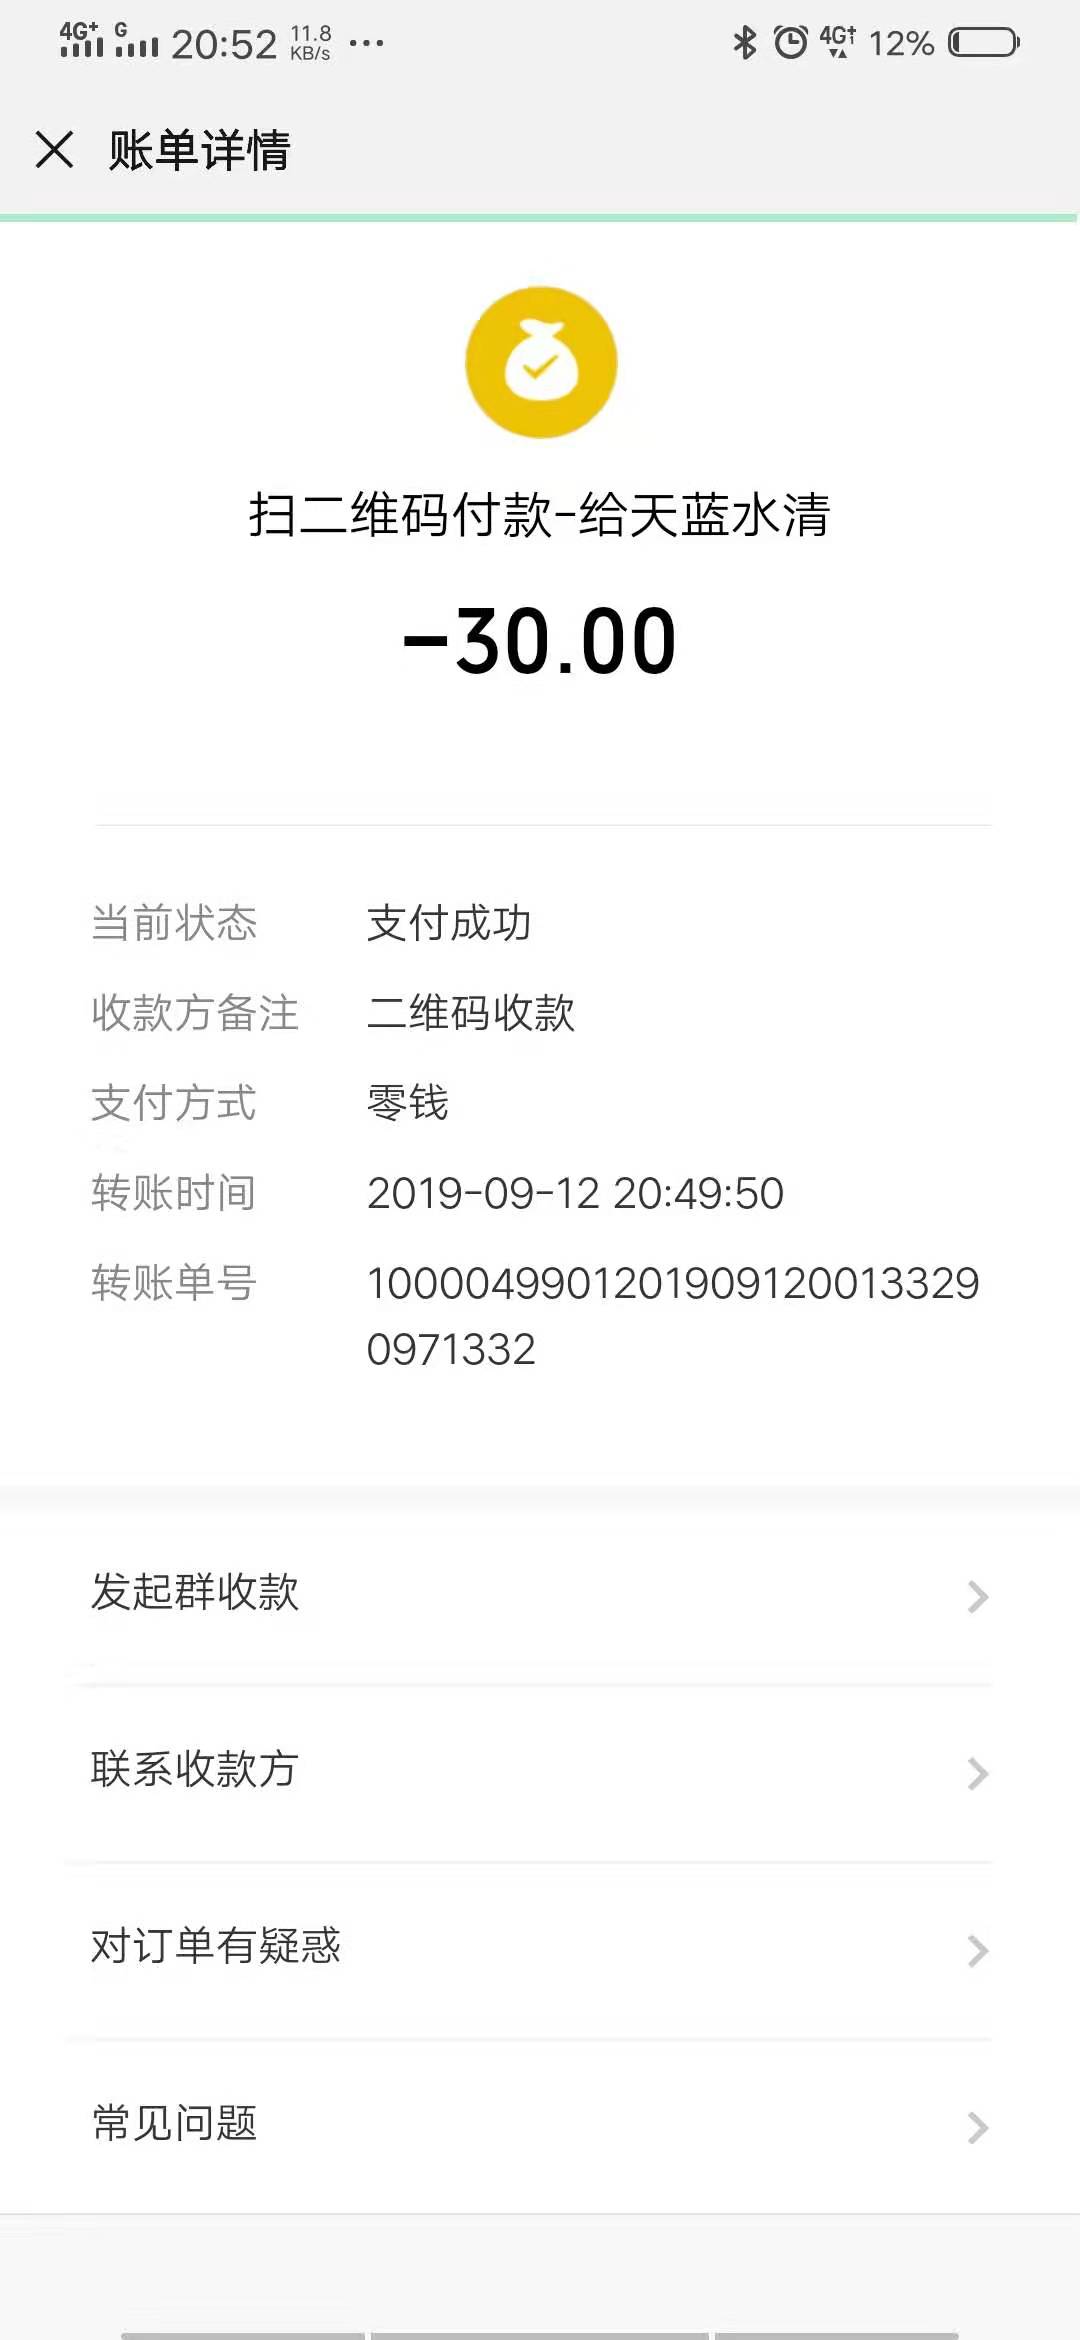 4G+ G 20:52 11.8 KB/s ··· 4G+ 12%
账单详情
扫二维码付款-给天蓝水清
-30.00
当前状态 支付成功
收款方备注 二维码收款
支付方式 零钱
转账时间 2019-09-12 20:49:50
转账单号 1000049901201909120013329
0971332
发起群收款
联系收款方
对订单有疑惑
常见问题